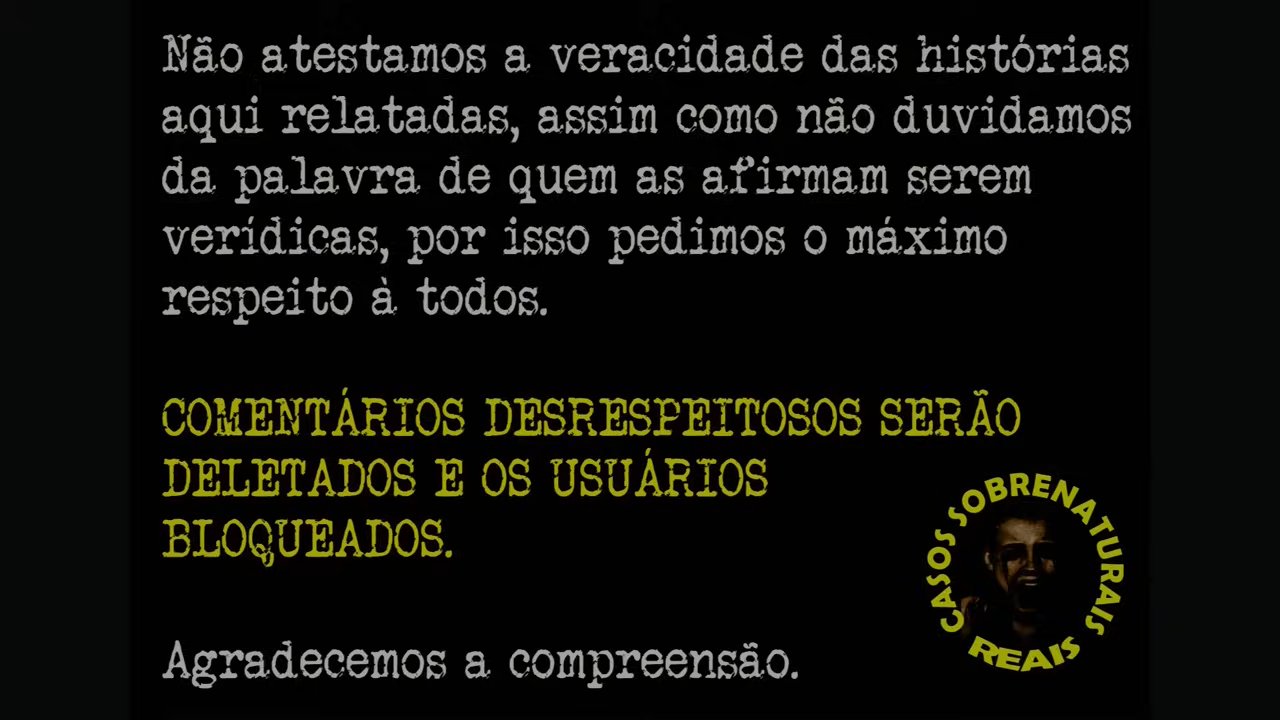 Não atestamos a veracidade das histórias
aqui relatadas, assim como não duvidamos
da palavra de quem as afirmam serem
verídicas, por isso pedimos o máximo
respeito à todos.
COMENTÁRIOS DESRESPEITOSOS SERÃO
DELETADOS E OS USUÁRIOS
BLOQUEADOS.
CASOS SOBRENATURAIS
REAIS
Agradecemos a compreensão.